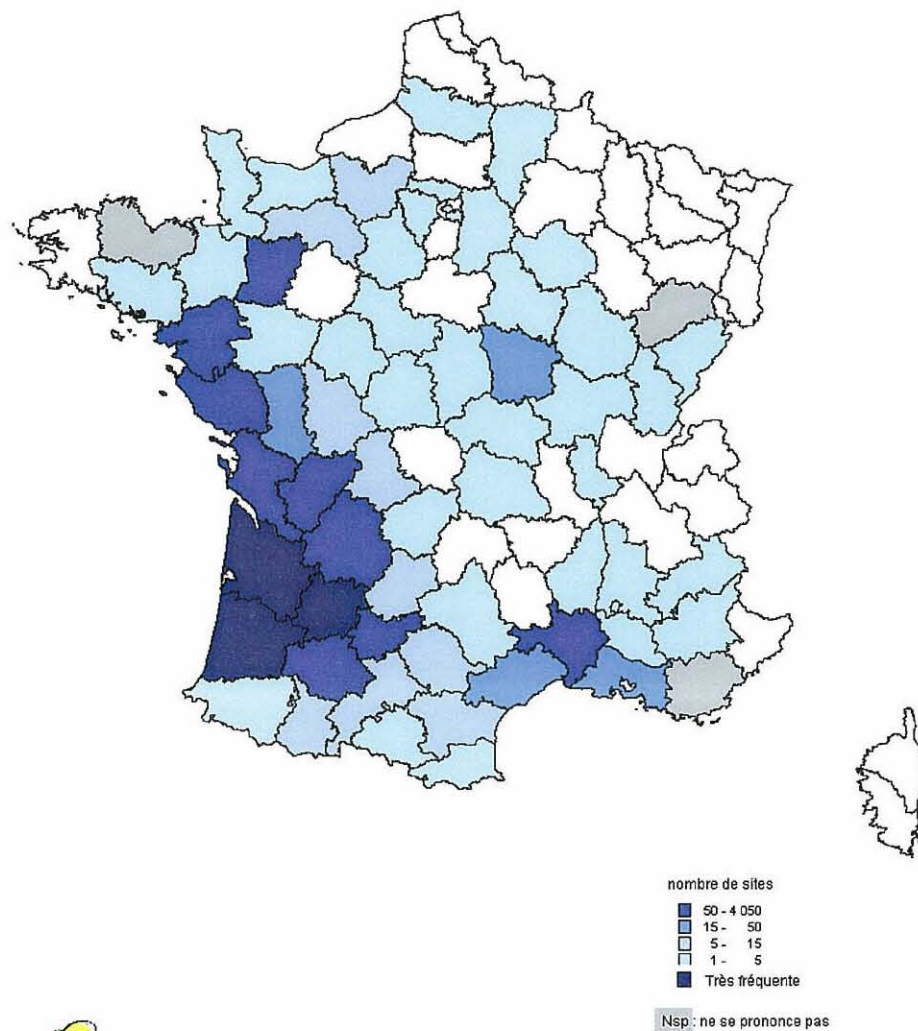 nombre de sites
50 - 4 050
15 - 50
5 - 15
1 - 5
Très fréquente
Nsp : ne se prononce pas